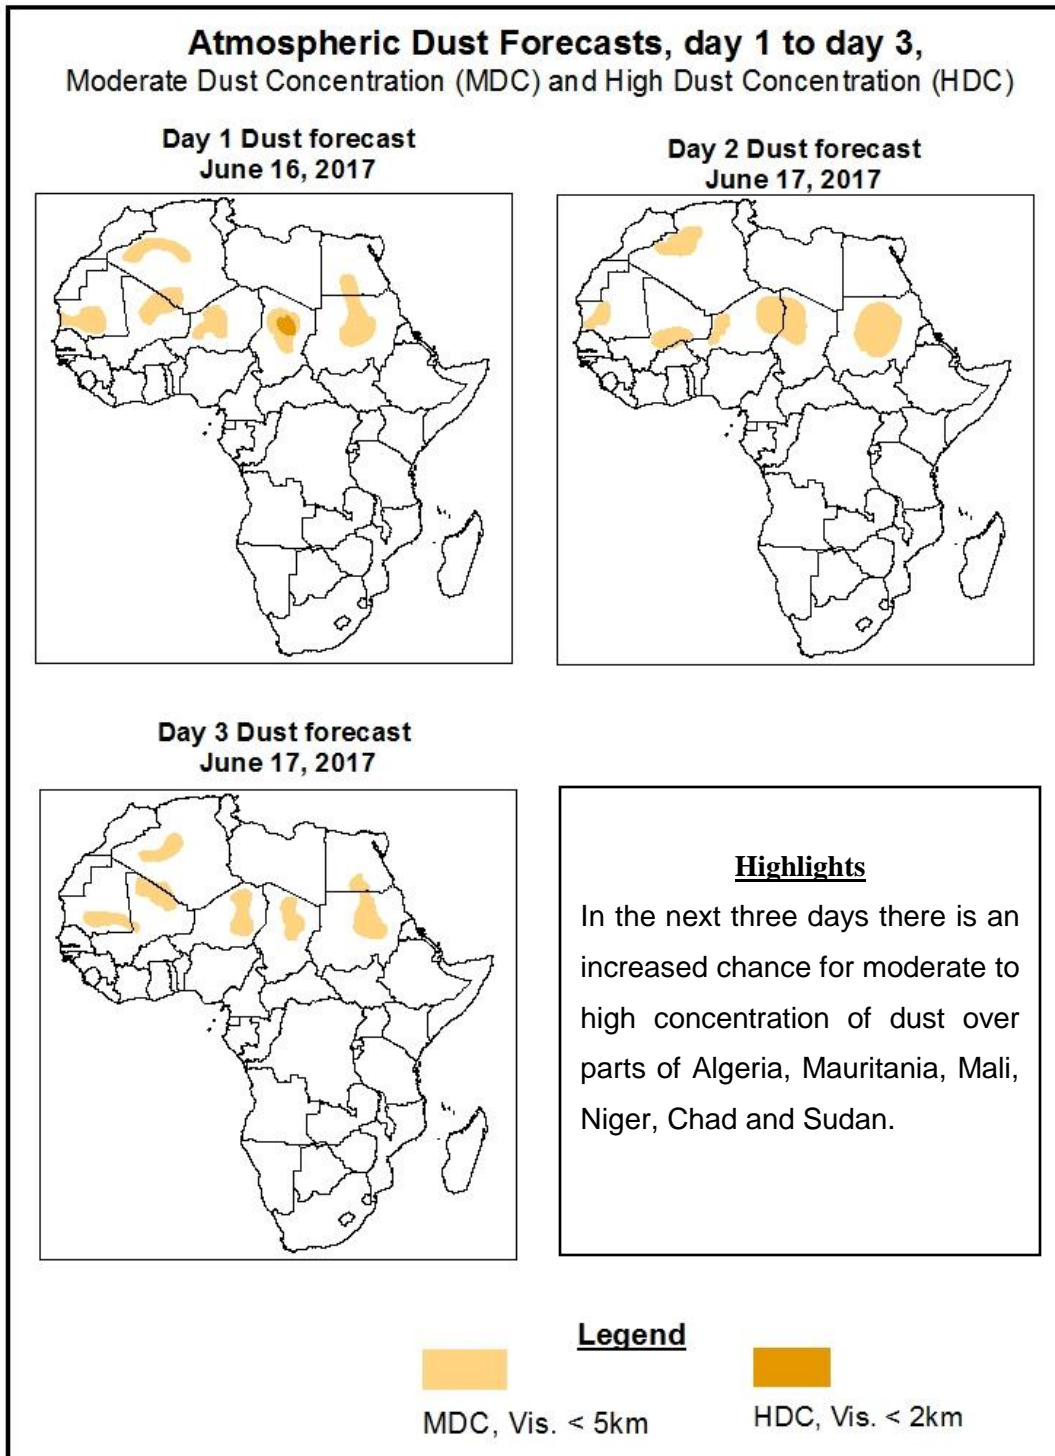 Atmospheric Dust Forecasts, day 1 to day 3,
Moderate Dust Concentration (MDC) and High Dust Concentration (HDC)
Day 1 Dust forecast
June 16, 2017
Day 2 Dust forecast
June 17, 2017
Day 3 Dust forecast
June 17, 2017
Highlights
In the next three days there is an
increased chance for moderate to
high concentration of dust over
parts of Algeria, Mauritania, Mali,
Niger, Chad and Sudan.
Legend
MDC, Vis. < 5km
HDC, Vis. < 2km